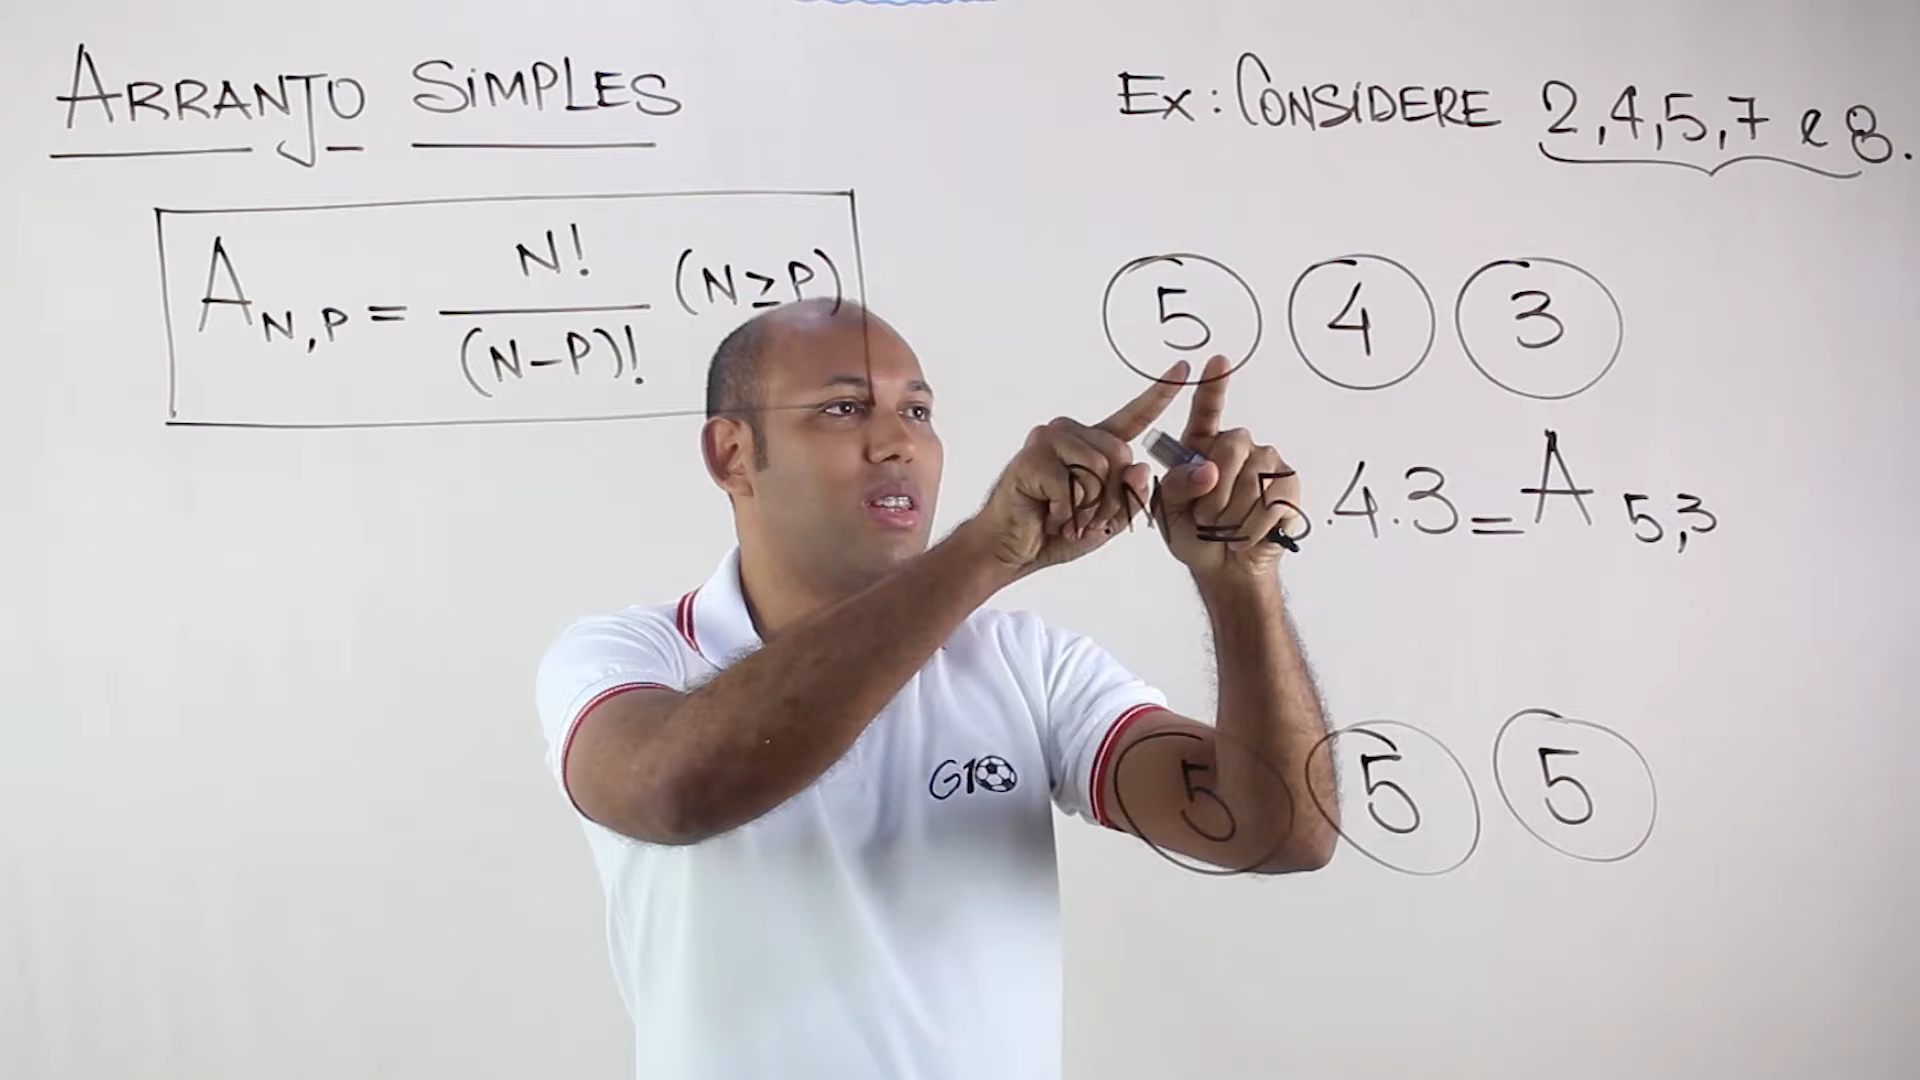 ARRANJO SIMPLES
A N,P = N! / (N-P)! (N≥P)
Ex: CONSIDERE 2,4,5,7 e 8.
5 4 3
P.M = 5.4.3 = A 5,3
5 5 5
G10